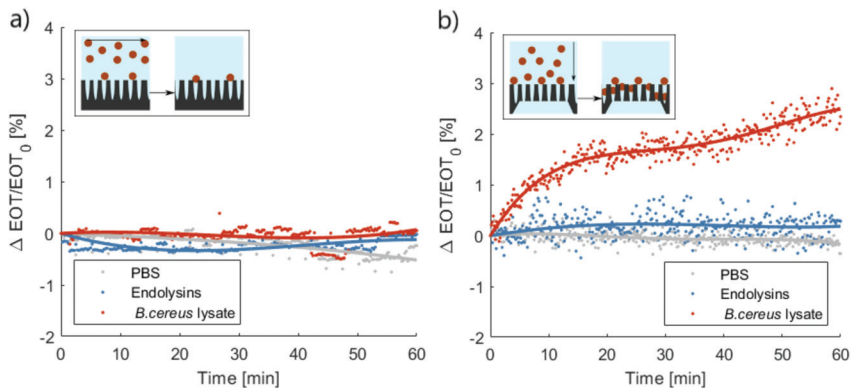 a)
4
3
2
1
0
-1
-2
Δ EOT/EOT0 [%]
PBS
Endolysins
B.cereus lysate
0 10 20 30 40 50 60
Time [min]
b)
4
3
2
1
0
-1
-2
Δ EOT/EOT0 [%]
PBS
Endolysins
B.cereus lysate
0 10 20 30 40 50 60
Time [min]